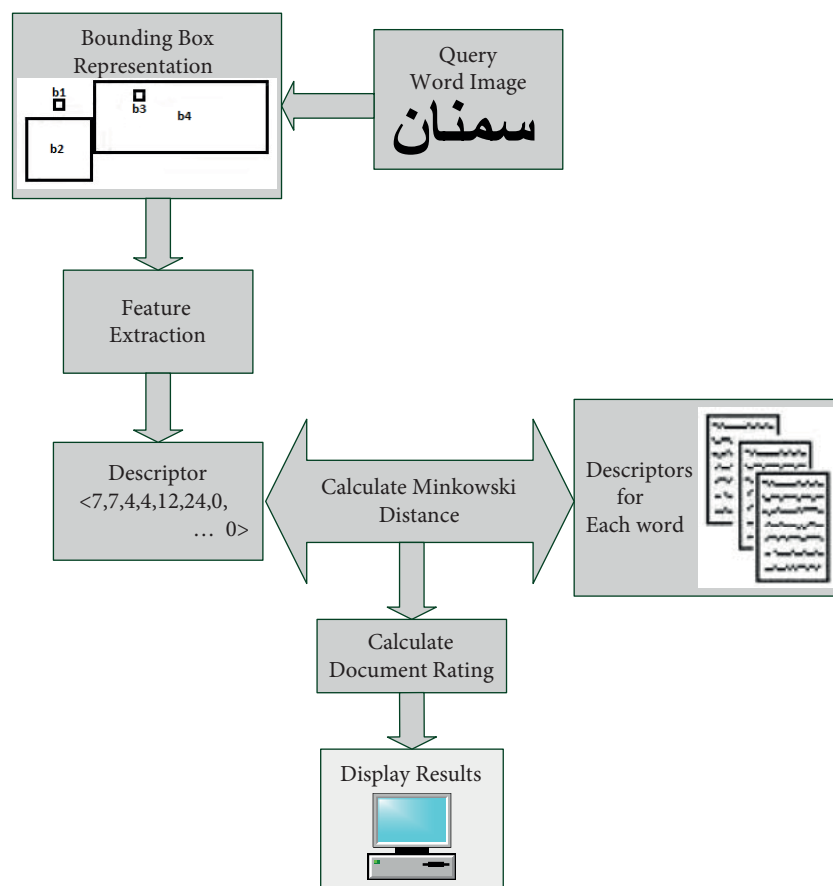 Bounding Box
Representation
b1
b2
b3
b4
Query
Word Image
سمنان
Feature
Extraction
Descriptor
<7,7,4,4,12,24,0,
... 0>
Calculate Minkowski
Distance
Descriptors
for
Each word
Calculate
Document Rating
Display Results